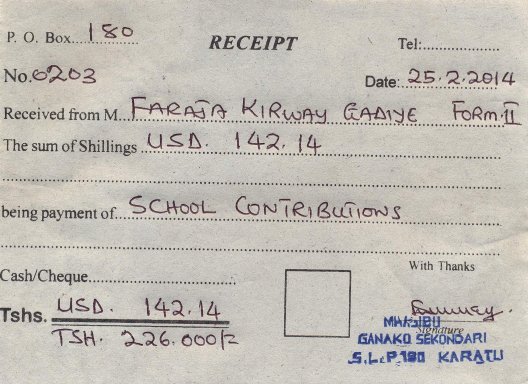 P. O. Box 180
RECEIPT
Tel:
No. 0203
Date: 25.2.2014
Received from M FARAJA KIRWAY GADIYE FORM II
The sum of Shillings USD. 142.14
being payment of SCHOOL CONTRIBUTIONS
Cash/Cheque
With Thanks
Tshs. USD. 142.14
TSH. 226.000/=
Signature
GANAKO SEKONDARI
S.L.P. 180 KARATU